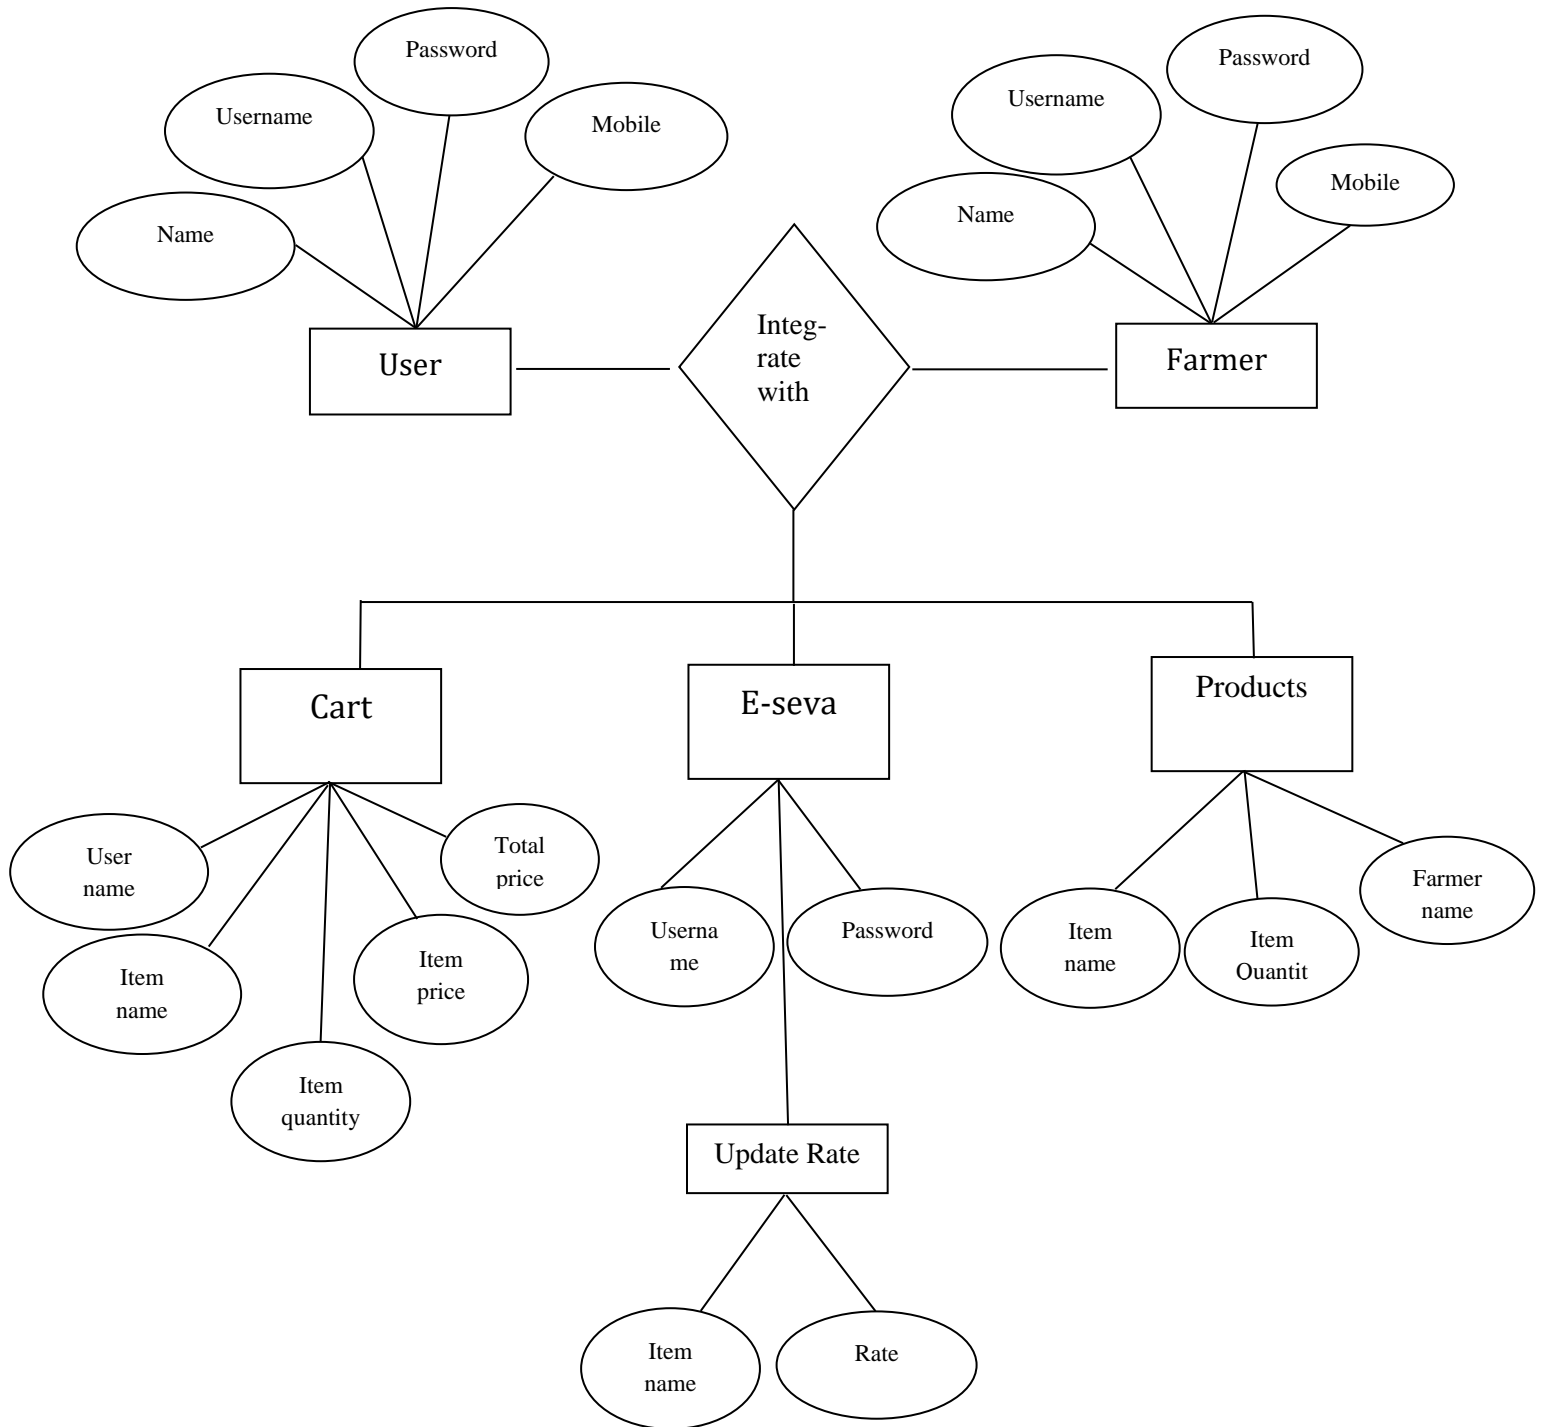 Password
Password
Username
Username
Mobile
Mobile
Name
Name
Integ-
rate
with
User
Farmer
Cart
E-seva
Products
User
name
Total
price
Item
name
Item
price
Item
quantity
Userna
me
Password
Item
name
Item
Quantit
Farmer
name
Update Rate
Item
name
Rate